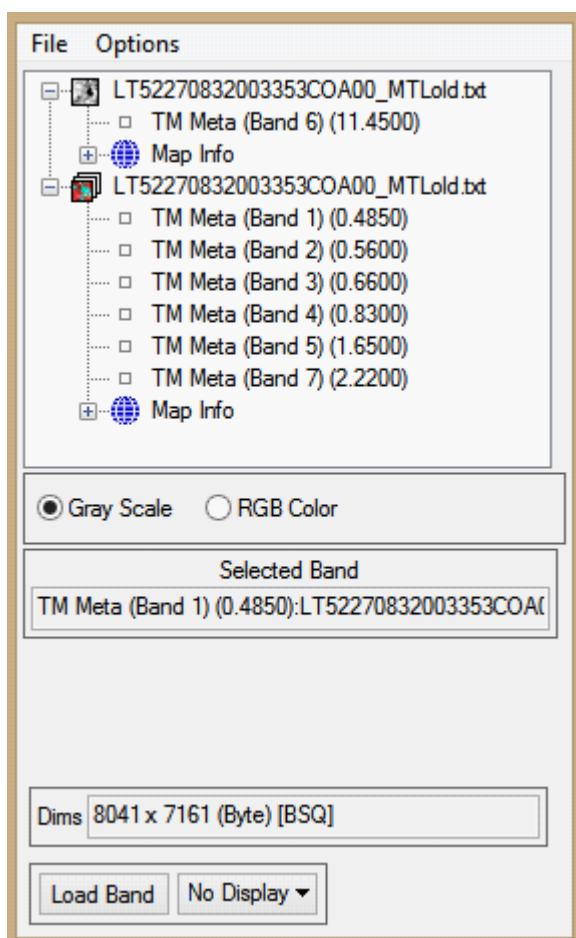 File Options
LT52270832003353COA00_MTLold.txt
TM Meta (Band 6) (11.4500)
Map Info
LT52270832003353COA00_MTLold.txt
TM Meta (Band 1) (0.4850)
TM Meta (Band 2) (0.5600)
TM Meta (Band 3) (0.6600)
TM Meta (Band 4) (0.8300)
TM Meta (Band 5) (1.6500)
TM Meta (Band 7) (2.2200)
Map Info
Gray Scale RGB Color
Selected Band
TM Meta (Band 1) (0.4850):LT52270832003353COA(
Dims 8041 x 7161 (Byte) [BSQ]
Load Band No Display